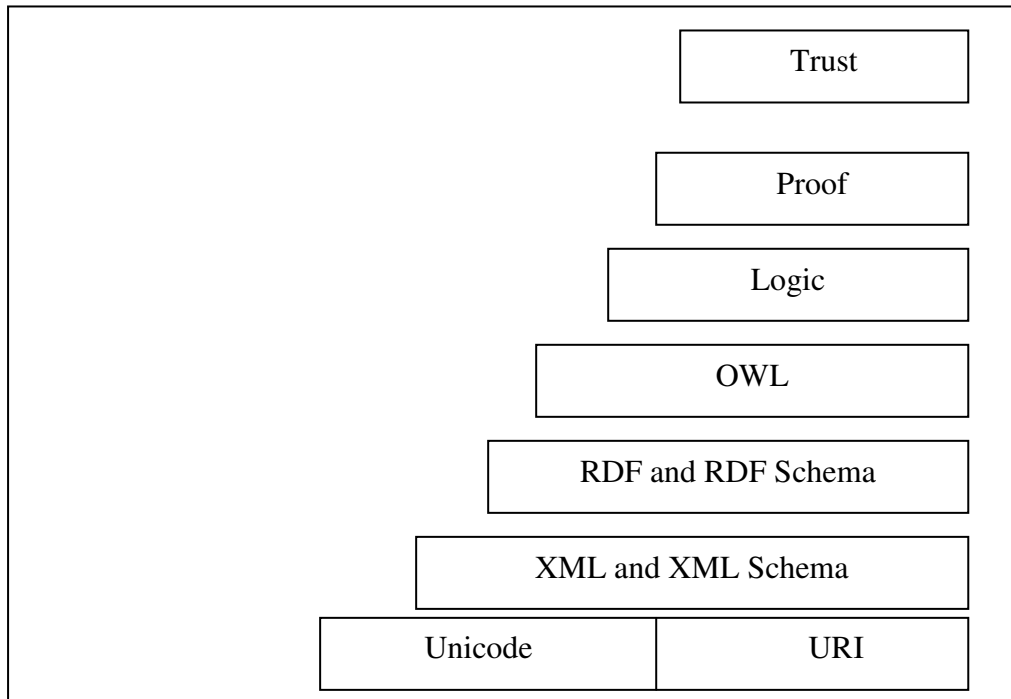 Trust
Proof
Logic
OWL
RDF and RDF Schema
XML and XML Schema
Unicode URI